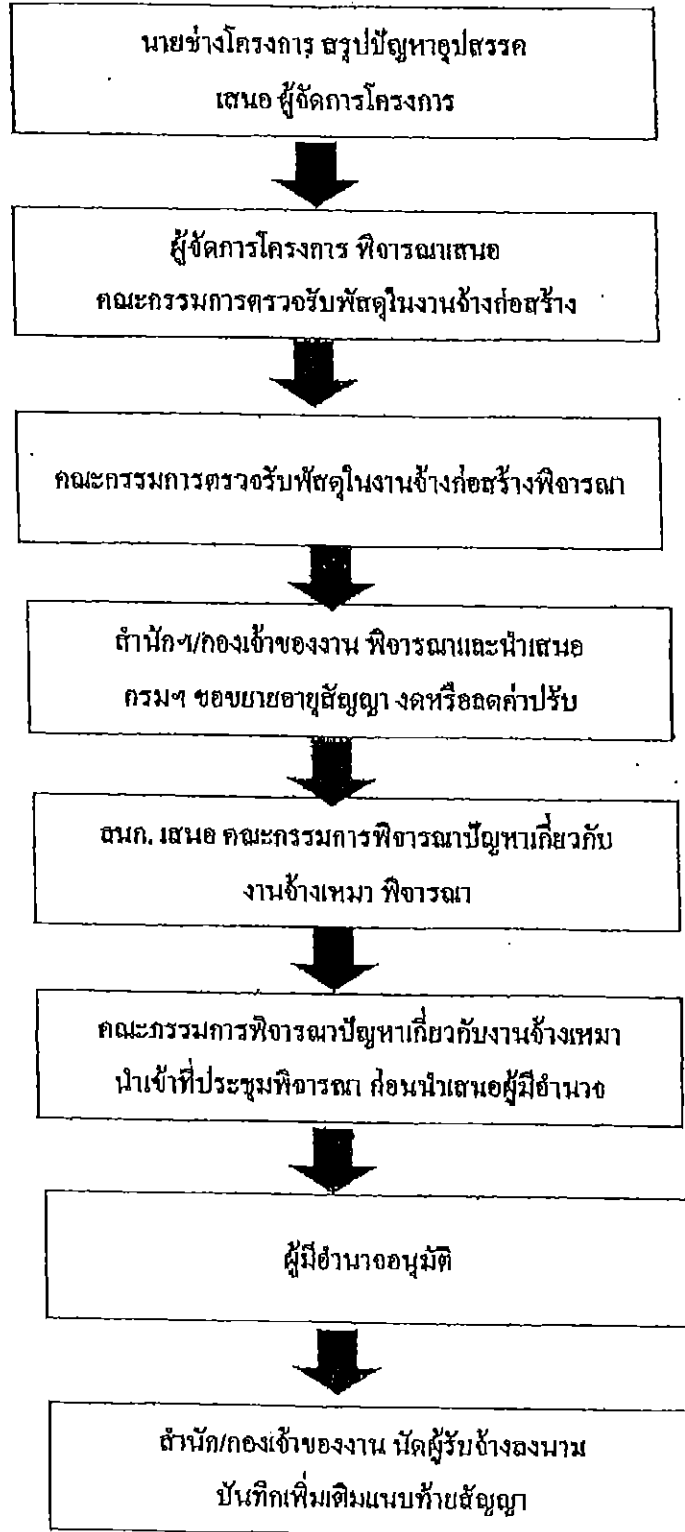 นายช่างโครงการ สรุปปัญหาอุปสรรค
เสนอ ผู้จัดการโครงการ
ผู้จัดการโครงการ พิจารณาเสนอ
คณะกรรมการตรวจรับพัสดุในงานจ้างก่อสร้าง
คณะกรรมการตรวจรับพัสดุในงานจ้างก่อสร้างพิจารณา
สำนักฯ/กองเจ้าของงาน พิจารณาและนำเสนอ
กรมฯ ขอขยายอายุสัญญา งดหรือลดค่าปรับ
สนก. เสนอ คณะกรรมการพิจารณาปัญหาเกี่ยวกับ
งานจ้างเหมา พิจารณา
คณะกรรมการพิจารณาปัญหาเกี่ยวกับงานจ้างเหมา
นำเข้าที่ประชุมพิจารณา ก่อนนำเสนอผู้มีอำนาจ
ผู้มีอำนาจอนุมัติ
สำนัก/กองเจ้าของงาน นัดผู้รับจ้างลงนาม
บันทึกเพิ่มเติมแนบท้ายสัญญา